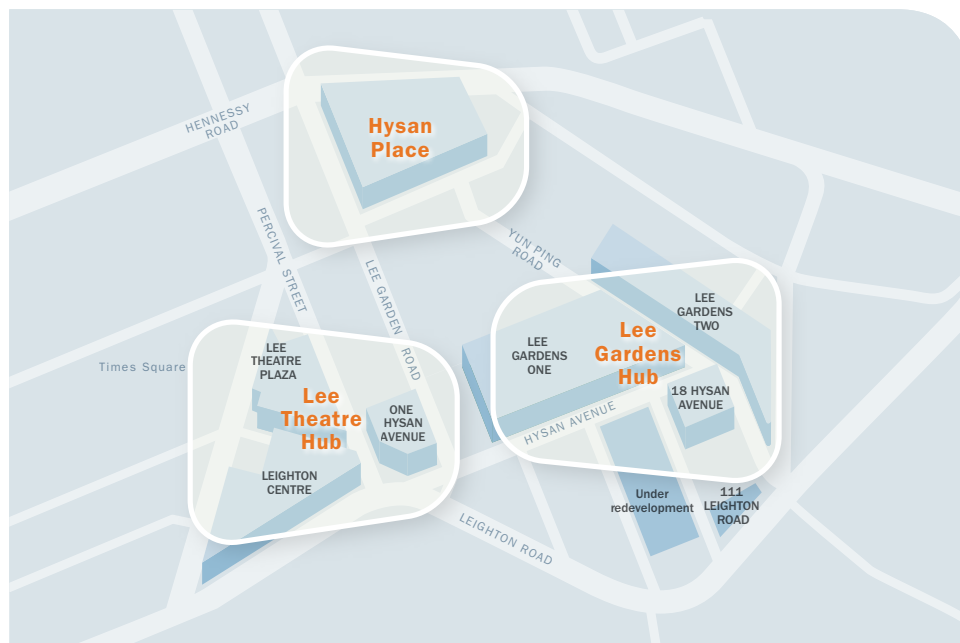 HENNESSY
ROAD
Hysan
Place
PERCIVAL STREET
LEE GARDEN ROAD
YUN PING
ROAD
Times Square
LEE
THEATRE
PLAZA
Lee
Theatre
Hub
ONE
HYSAN
AVENUE
LEIGHTON
CENTRE
LEE
GARDENS
ONE
Lee
Gardens
Hub
LEE
GARDENS
TWO
18 HYSAN
AVENUE
HYSAN AVENUE
LEIGHTON ROAD
Under
redevelopment
111
LEIGHTON
ROAD